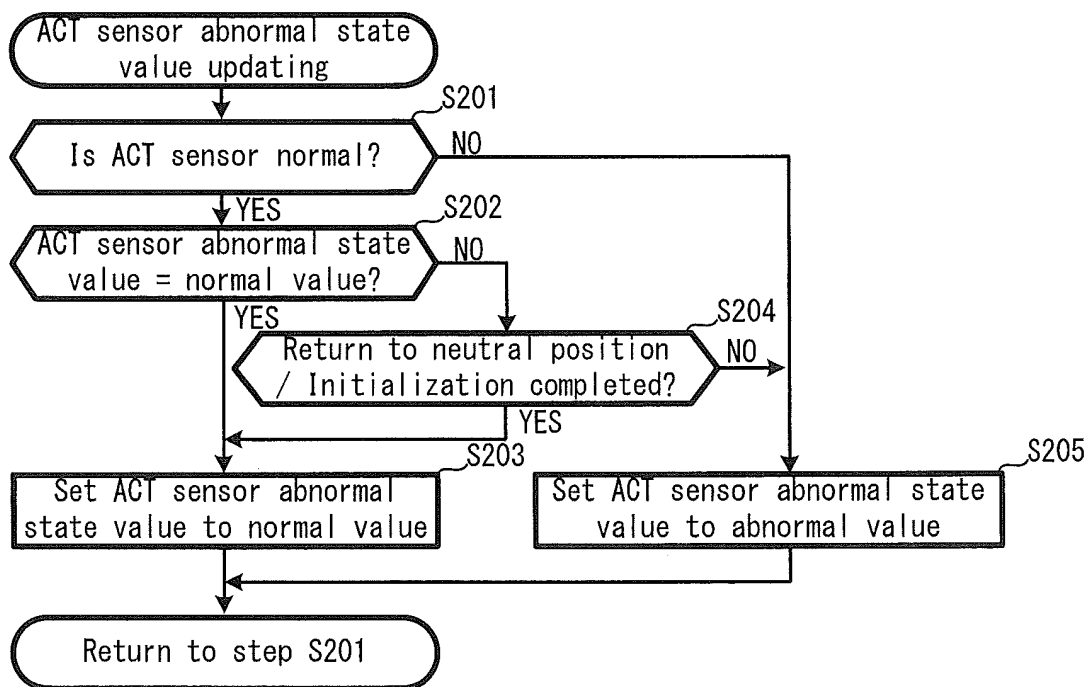 ACT sensor abnormal state
value updating
S201
Is ACT sensor normal?
NO
YES
S202
ACT sensor abnormal state
value = normal value?
NO
YES
S204
Return to neutral position
/ Initialization completed?
NO
YES
S203
Set ACT sensor abnormal
state value to normal value
S205
Set ACT sensor abnormal state
value to abnormal value
Return to step S201